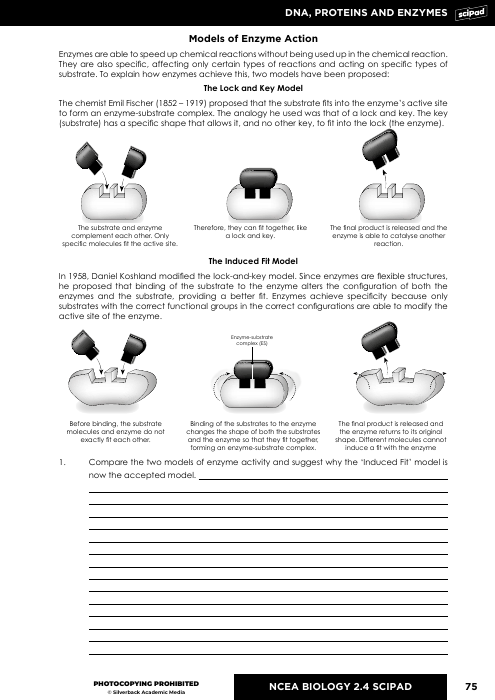 DNA, PROTEINS AND ENZYMES
scipad
Models of Enzyme Action
Enzymes are able to speed up chemical reactions without being used up in the chemical reaction.
They are also specific, affecting only certain types of reactions and acting on specific types of
substrate. To explain how enzymes achieve this, two models have been proposed:
The Lock and Key Model
The chemist Emil Fischer (1852 – 1919) proposed that the substrate fits into the enzyme's active site
to form an enzyme-substrate complex. The analogy he used was that of a lock and key. The key
(substrate) has a specific shape that allows it, and no other key, to fit into the lock (the enzyme).
The substrate and enzyme
complement each other. Only
specific molecules fit the active site.
Therefore, they can fit together, like
a lock and key.
The final product is released and the
enzyme is able to catalyse another
reaction.
The Induced Fit Model
In 1958, Daniel Koshland modified the lock-and-key model. Since enzymes are flexible structures,
he proposed that binding of the substrate to the enzyme alters the configuration of both the
enzymes and the substrate, providing a better fit. Enzymes achieve specificity because only
substrates with the correct functional groups in the correct configurations are able to modify the
active site of the enzyme.
Enzyme-substrate
complex (ES)
Before binding, the substrate
molecules and enzyme do not
exactly fit each other.
Binding of the substrates to the enzyme
changes the shape of both the substrates
and the enzyme so that they fit together,
forming an enzyme-substrate complex.
The final product is released and
the enzyme returns to its original
shape. Different molecules cannot
induce a fit with the enzyme
1. Compare the two models of enzyme activity and suggest why the 'Induced Fit' model is
now the accepted model.
PHOTOCOPYING PROHIBITED
© Silverback Academic Media
NCEA BIOLOGY 2.4 SCIPAD
75